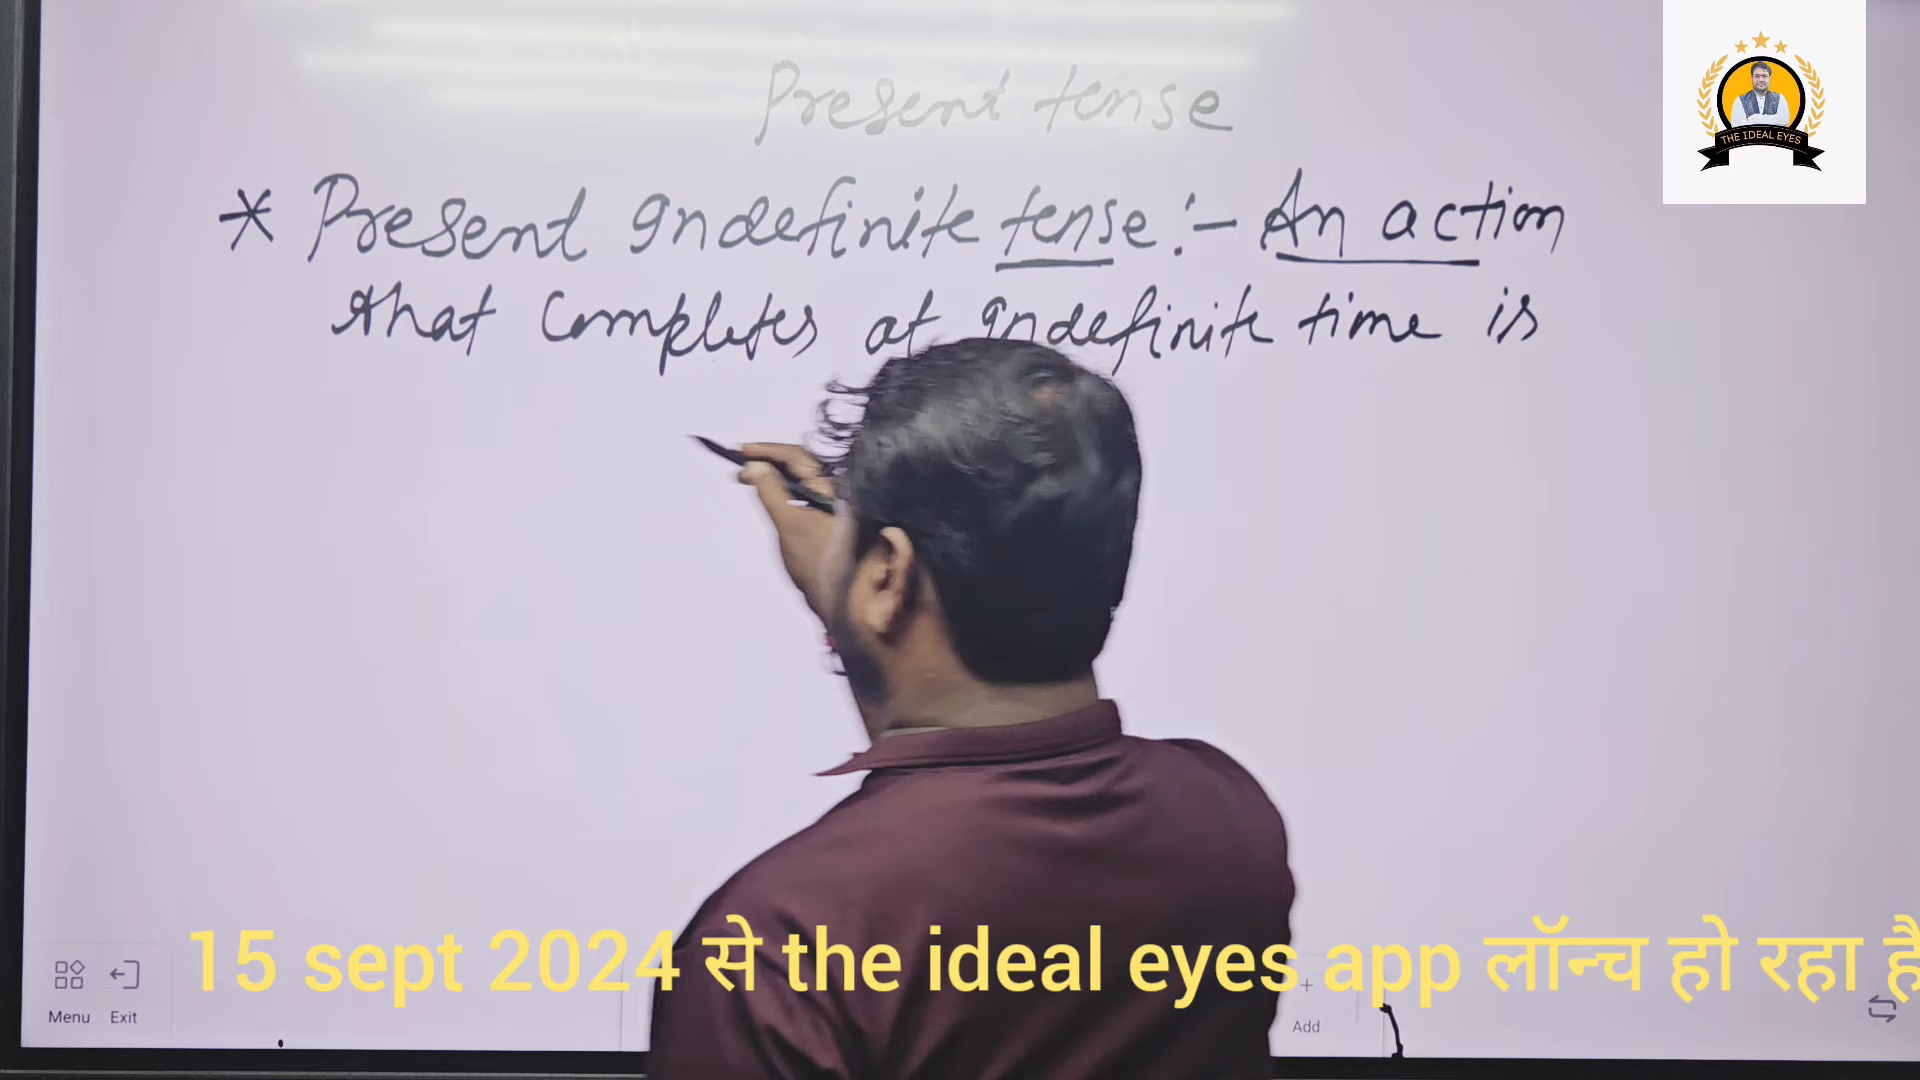 Present tense
* Present Indefinite tense :- An action
that completes at Indefinite time is
THE IDEAL EYES
15 sept 2024 से the ideal eyes app लॉन्च हो रहा है
Menu Exit
Add